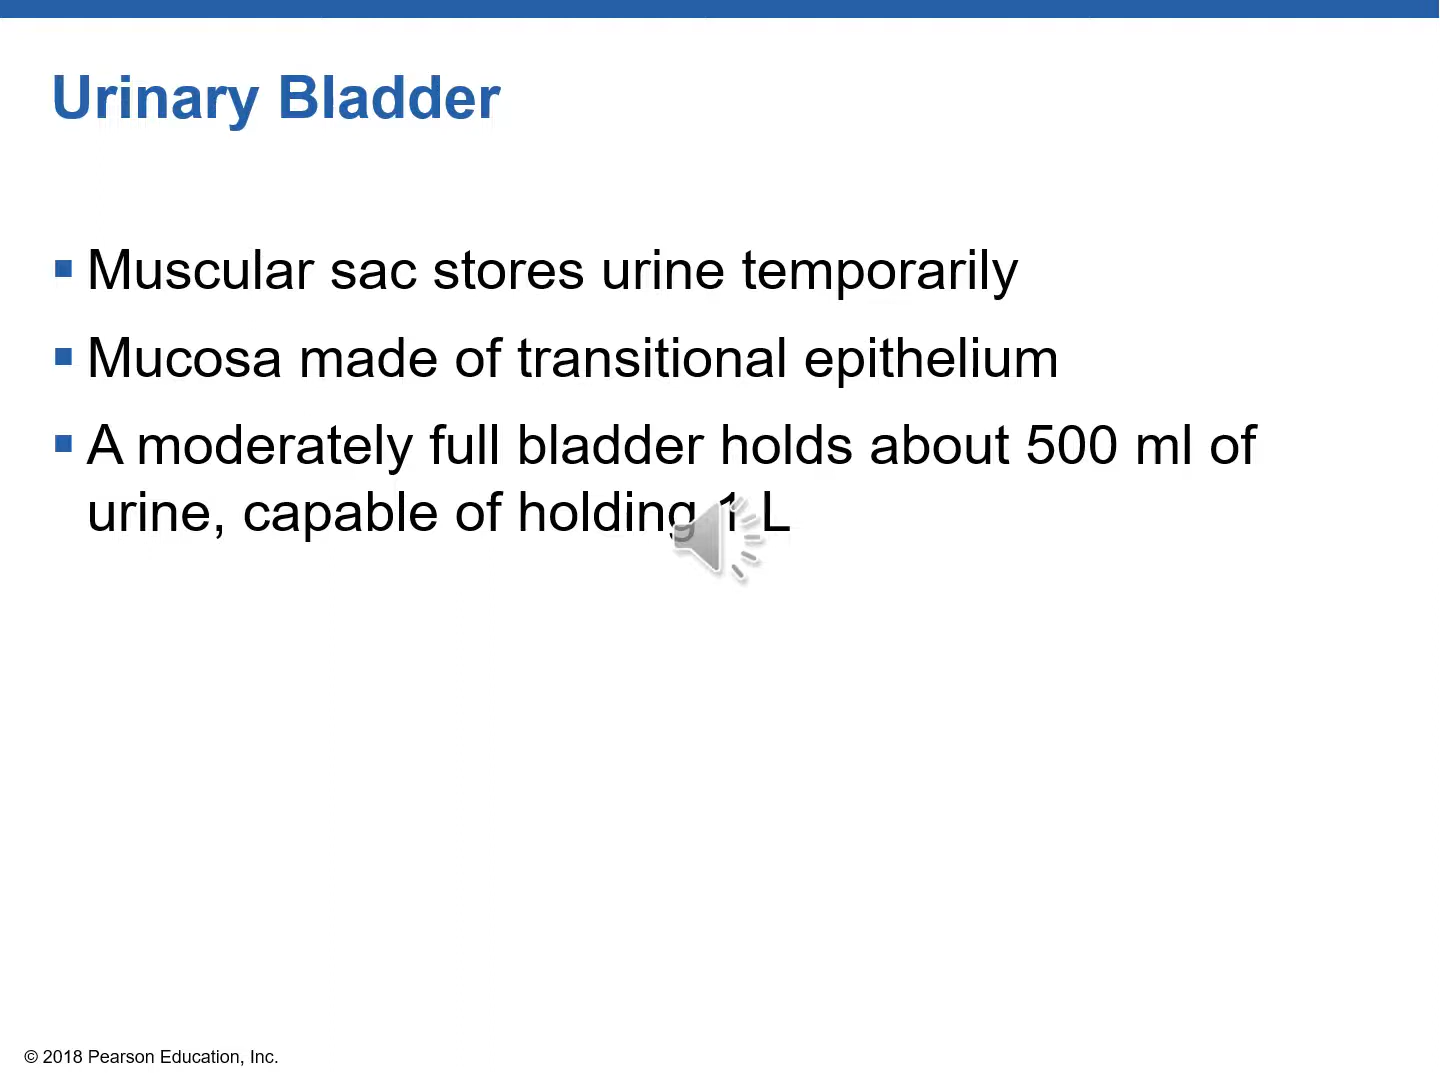 Urinary Bladder
Muscular sac stores urine temporarily
Mucosa made of transitional epithelium
A moderately full bladder holds about 500 ml of
urine, capable of holding 1 L
© 2018 Pearson Education, Inc.